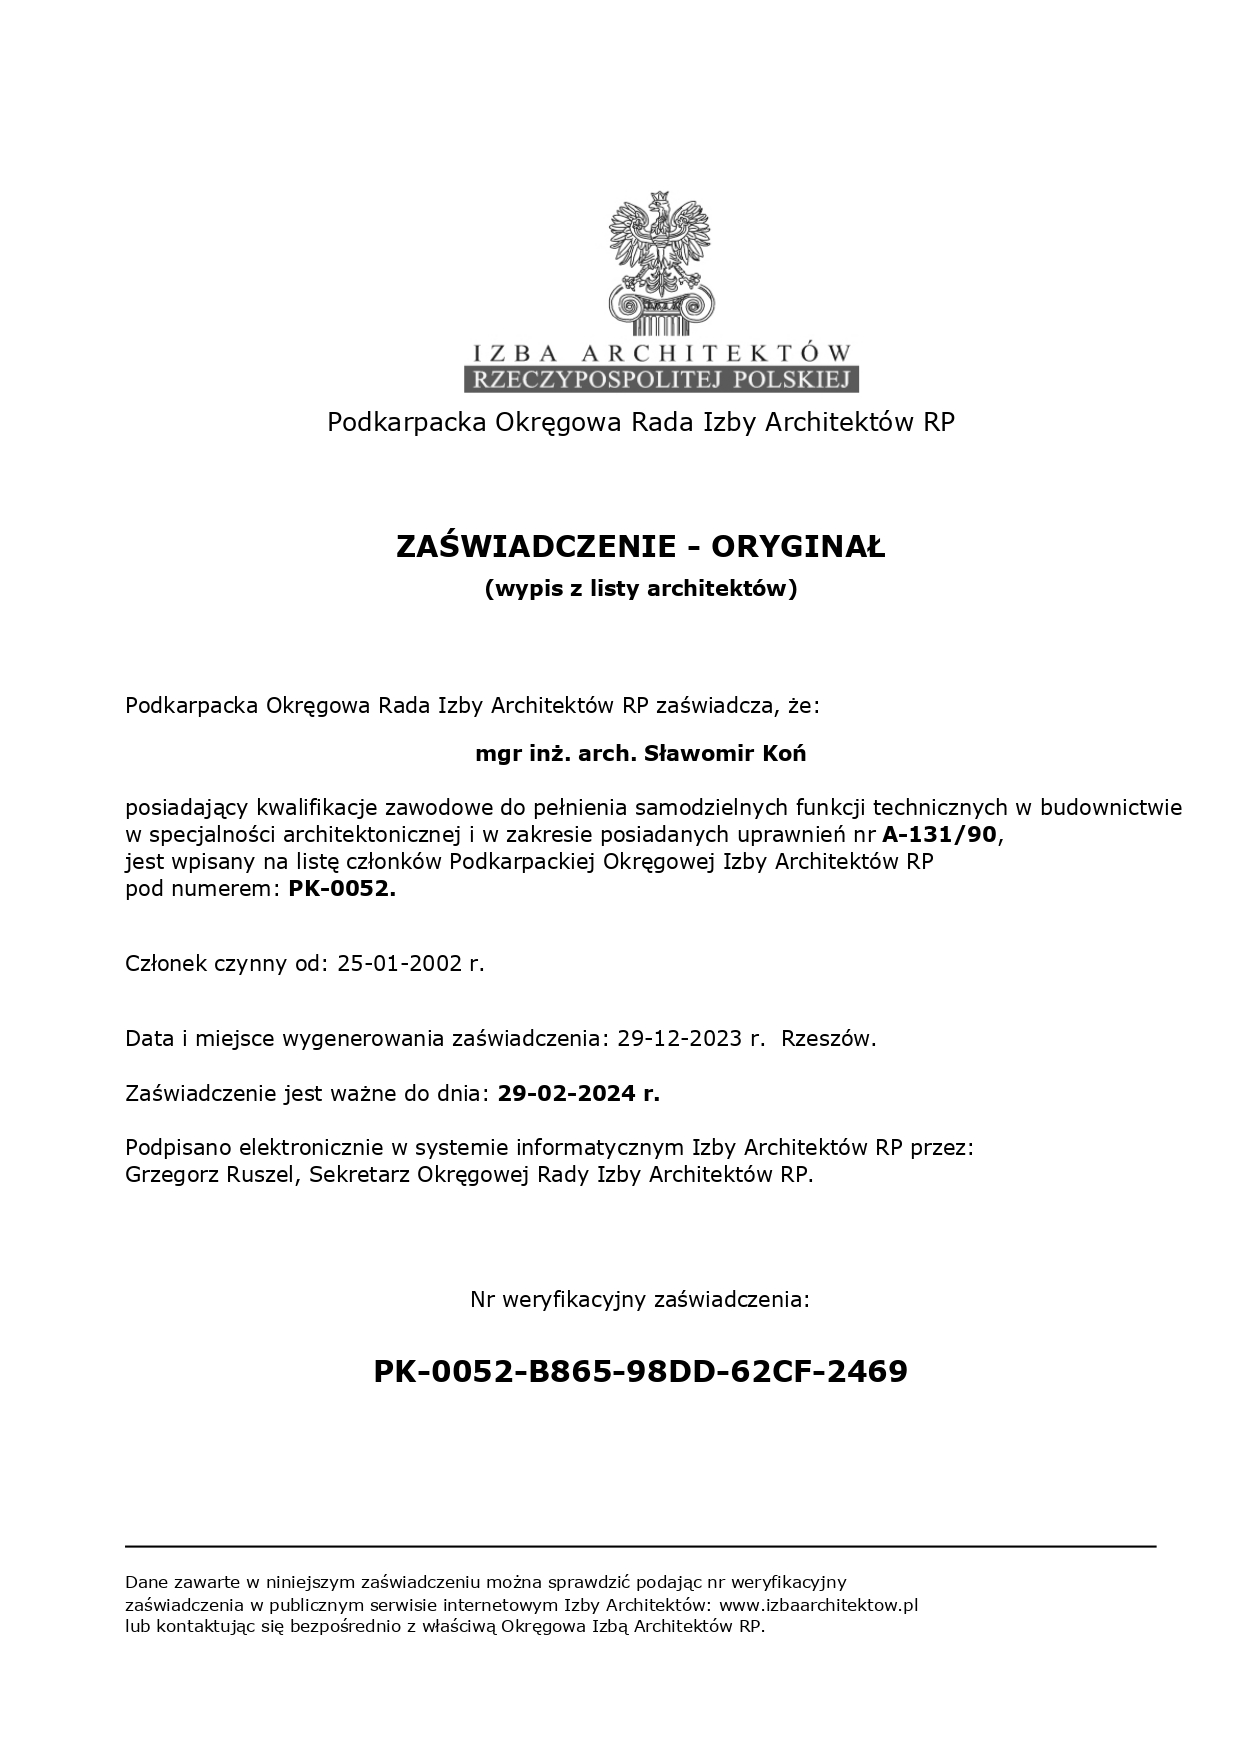 IZBA ARCHITEKTÓW
RZECZYPOSPOLITEJ POLSKIEJ
Podkarpacka Okręgowa Rada Izby Architektów RP
ZAŚWIADCZENIE - ORYGINAŁ
(wypis z listy architektów)
Podkarpacka Okręgowa Rada Izby Architektów RP zaświadcza, że:
mgr inż. arch. Sławomir Koń
posiadający kwalifikacje zawodowe do pełnienia samodzielnych funkcji technicznych w budownictwie
w specjalności architektonicznej i w zakresie posiadanych uprawnień nr A-131/90,
jest wpisany na listę członków Podkarpackiej Okręgowej Izby Architektów RP
pod numerem: PK-0052.
Członek czynny od: 25-01-2002 r.
Data i miejsce wygenerowania zaświadczenia: 29-12-2023 r.  Rzeszów.
Zaświadczenie jest ważne do dnia: 29-02-2024 r.
Podpisano elektronicznie w systemie informatycznym Izby Architektów RP przez:
Grzegorz Ruszel, Sekretarz Okręgowej Rady Izby Architektów RP.
Nr weryfikacyjny zaświadczenia:
PK-0052-B865-98DD-62CF-2469
Dane zawarte w niniejszym zaświadczeniu można sprawdzić podając nr weryfikacyjny
zaświadczenia w publicznym serwisie internetowym Izby Architektów: www.izbaarchitektow.pl
lub kontaktując się bezpośrednio z właściwą Okręgowa Izbą Architektów RP.